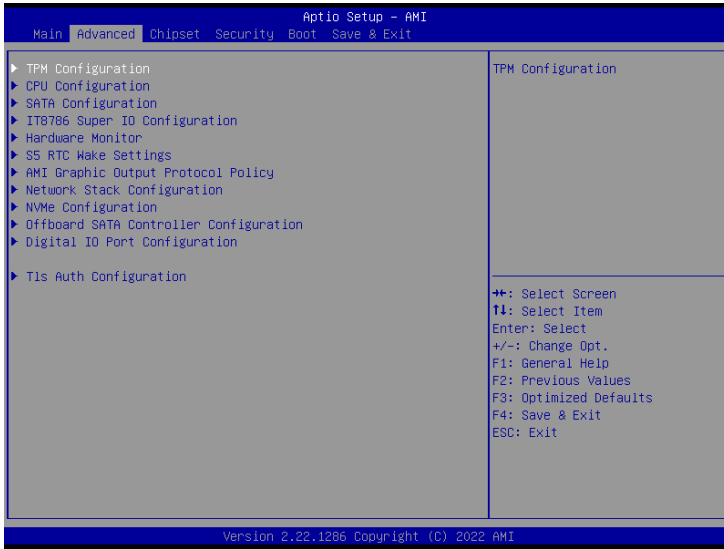 Aptio Setup – AMI
Main Advanced Chipset Security Boot Save & Exit
▶ TPM Configuration
▶ CPU Configuration
▶ SATA Configuration
▶ IT8786 Super IO Configuration
▶ Hardware Monitor
▶ S5 RTC Wake Settings
▶ AMI Graphic Output Protocol Policy
▶ Network Stack Configuration
▶ NVMe Configuration
▶ Offboard SATA Controller Configuration
▶ Digital IO Port Configuration
▶ Tls Auth Configuration
TPM Configuration
→←: Select Screen
↑↓: Select Item
Enter: Select
+/-: Change Opt.
F1: General Help
F2: Previous Values
F3: Optimized Defaults
F4: Save & Exit
ESC: Exit
Version 2.22.1286 Copyright (C) 2022 AMI